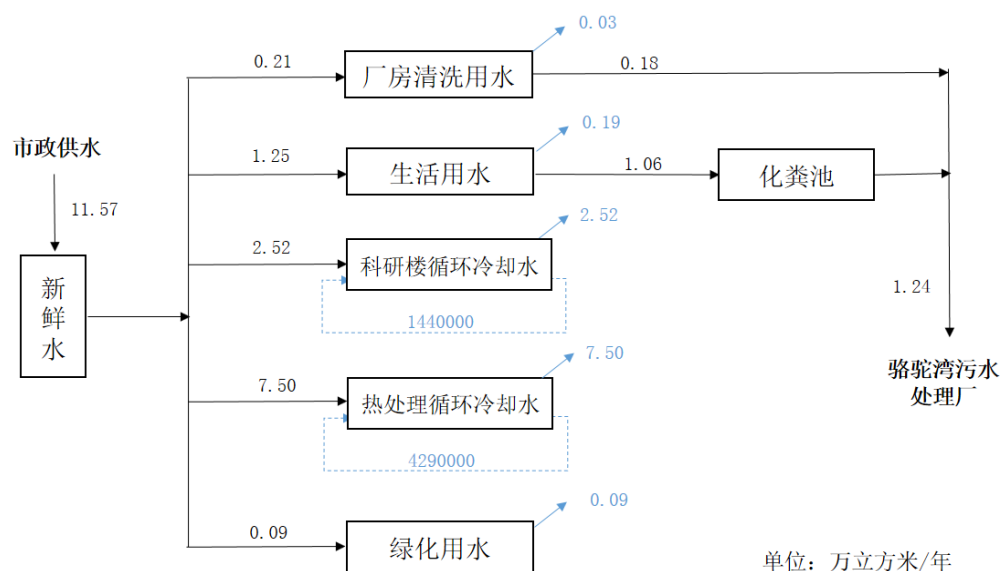 0.03
0.21
厂房清洗用水
0.18
0.19
市政供水
1.25
生活用水
1.06
化粪池
11.57
2.52
2.52
科研楼循环冷却水
新
鲜
水
1.24
1440000
7.50
骆驼湾污水
处理厂
7.50
热处理循环冷却水
4290000
0.09
0.09
绿化用水
单位：万立方米/年